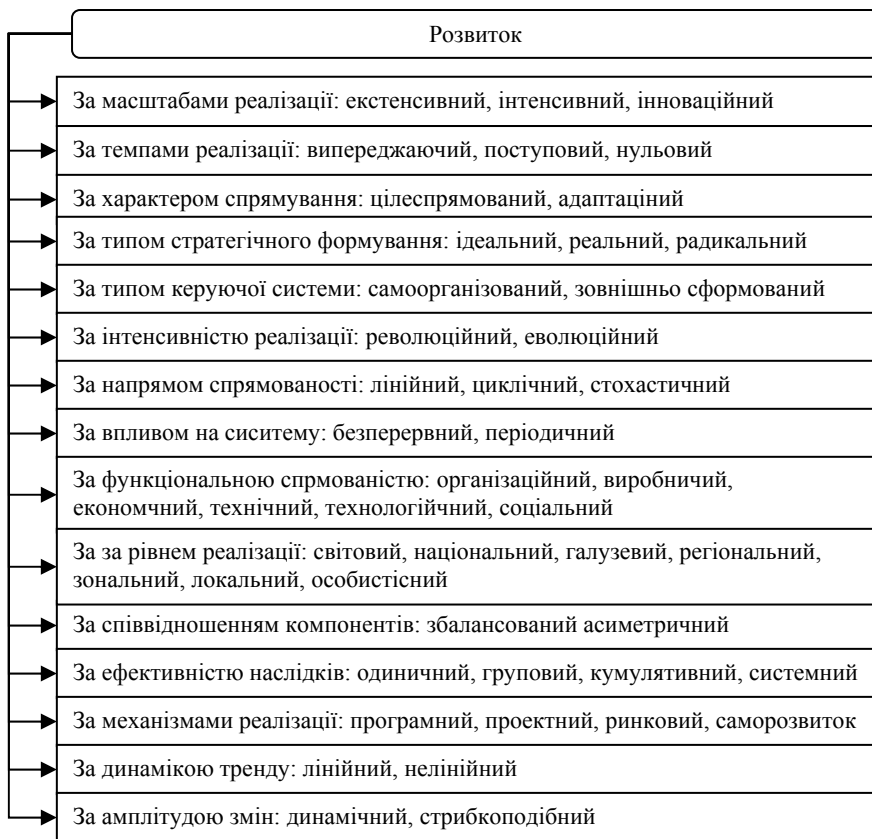 Розвиток
За масштабами реалізації: екстенсивний, інтенсивний, інноваційний
За темпами реалізації: випереджаючий, поступовий, нульовий
За характером спрямування: цілеспрямований, адаптаціний
За типом стратегічного формування: ідеальний, реальний, радикальний
За типом керуючої системи: самоорганізований, зовнішньо сформований
За інтенсивністю реалізації: революційний, еволюційний
За напрямом спрямованості: лінійний, циклічний, стохастичний
За впливом на сиситему: безперервний, періодичний
За функціональною спрмованістю: організаційний, виробничий,
економчний, технічний, технологійчний, соціальний
За за рівнем реалізації: світовий, національний, галузевий, регіональний,
зональний, локальний, особистісний
За співвідношенням компонентів: збалансований асиметричний
За ефективністю наслідків: одиничний, груповий, кумулятивний, системний
За механізмами реалізації: програмний, проектний, ринковий, саморозвиток
За динамікою тренду: лінійний, нелінійний
За амплітудою змін: динамічний, стрибкоподібний